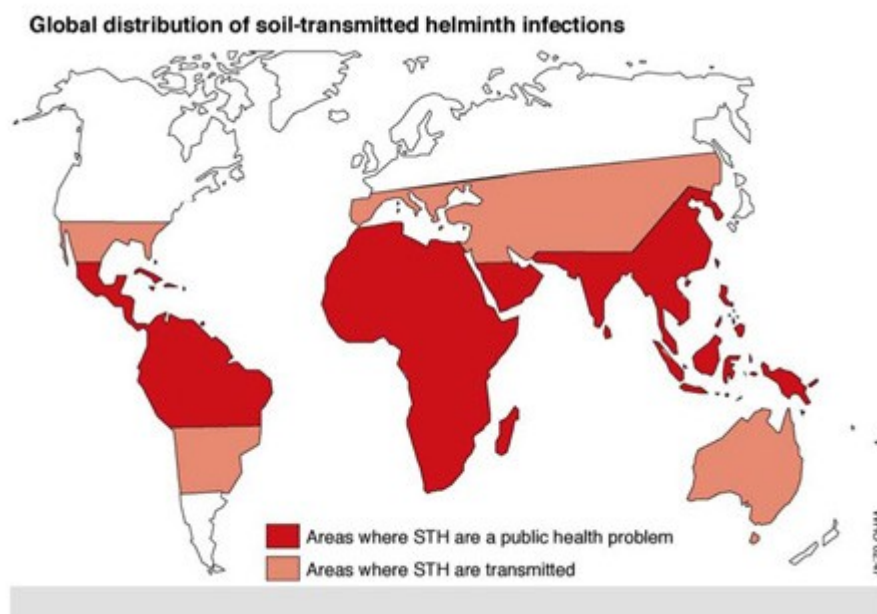 Global distribution of soil-transmitted helminth infections
Areas where STH are a public health problem
Areas where STH are transmitted